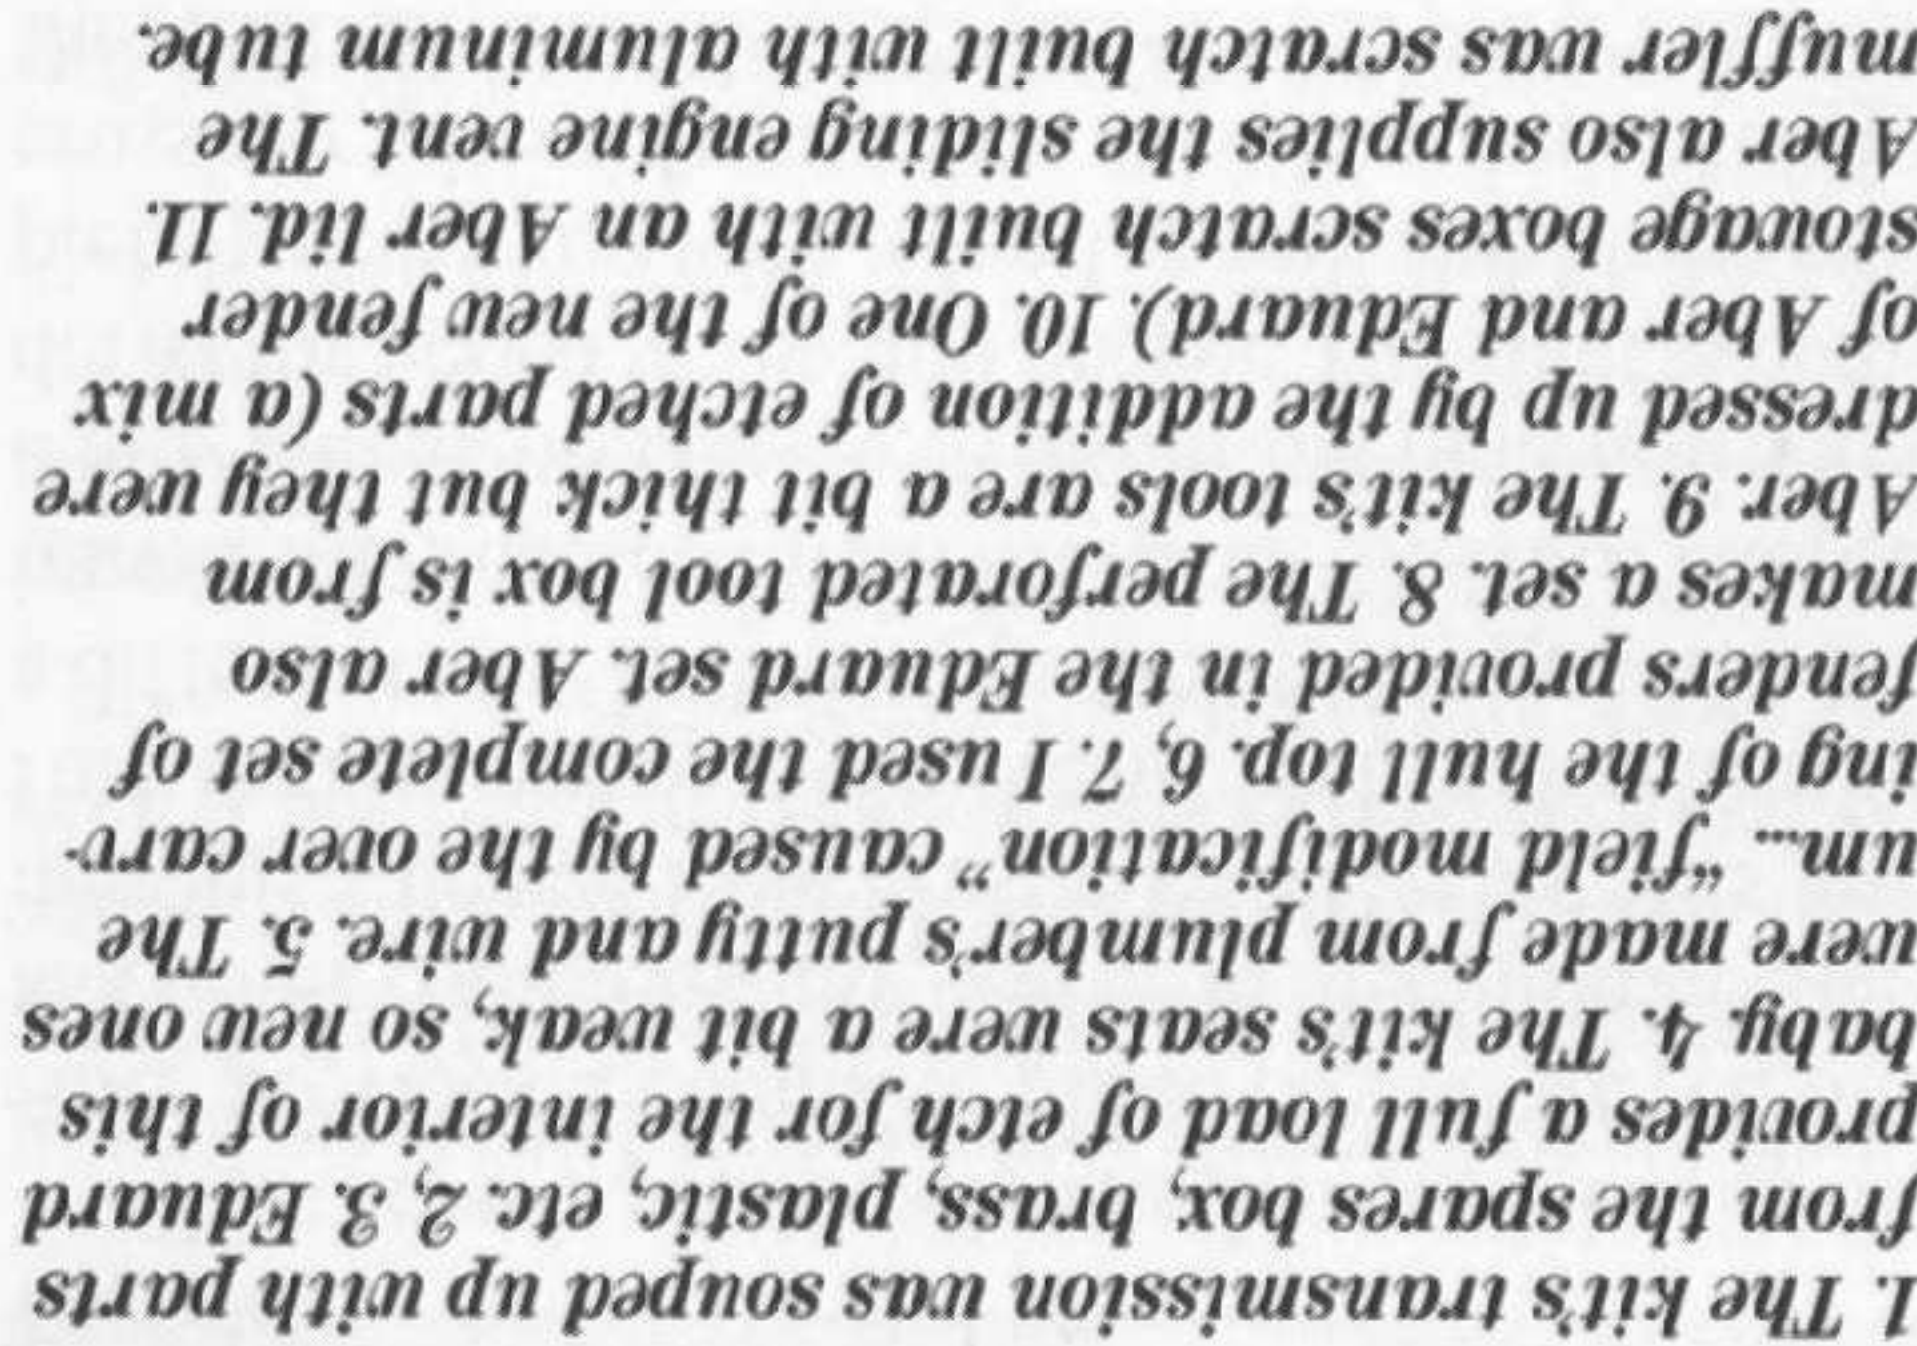 1. The kit's transmission was souped up with parts
from the spares box, brass, plastic, etc. 2, 3. Eduard
provides a full load of etch for the interior of this
baby. 4. The kit's seats were a bit weak, so new ones
were made from plumber's putty and wire. 5. The
um... "field modification" caused by the over carv-
ing of the hull top. 6, 7. I used the complete set of
fenders provided in the Eduard set. Aber also
makes a set. 8. The perforated tool box is from
Aber. 9. The kit's tools are a bit thick but they were
dressed up by the addition of etched parts (a mix
of Aber and Eduard). 10. One of the new fender
stowage boxes scratch built with an Aber lid. 11.
Aber also supplies the sliding engine vent. The
muffler was scratch built with aluminum tube.